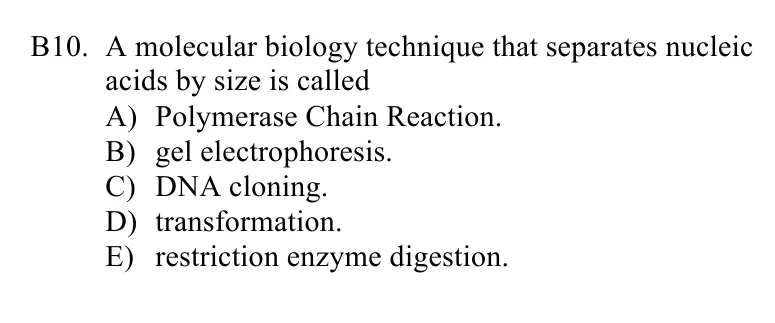 B10. A molecular biology technique that separates nucleic
acids by size is called
A) Polymerase Chain Reaction.
B) gel electrophoresis.
C) DNA cloning.
D) transformation.
E) restriction enzyme digestion.